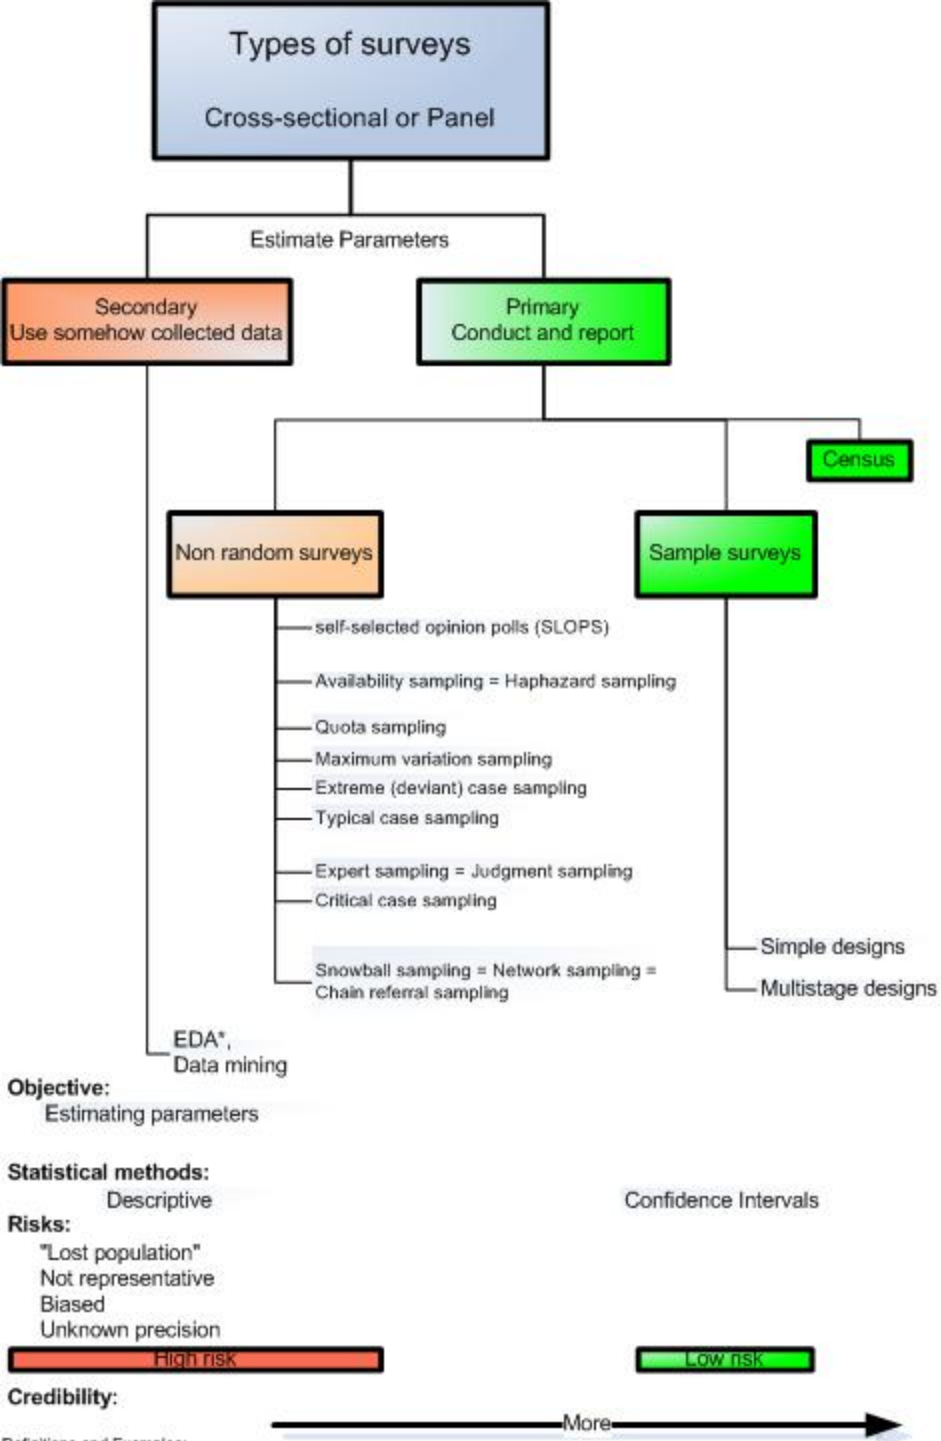 Types of surveys
Cross-sectional or Panel
Estimate Parameters
Secondary
Use somehow collected data
Primary
Conduct and report
Census
Non random surveys
Sample surveys
self-selected opinion polls (SLOPS)
Availability sampling = Haphazard sampling
Quota sampling
Maximum variation sampling
Extreme (deviant) case sampling
Typical case sampling
Expert sampling = Judgment sampling
Critical case sampling
Simple designs
Snowball sampling = Network sampling =
Chain referral sampling
Multistage designs
EDA*,
Data mining
Objective:
Estimating parameters
Statistical methods:
Descriptive
Confidence Intervals
Risks:
"Lost population"
Not representative
Biased
Unknown precision
High risk
Low risk
Credibility:
More